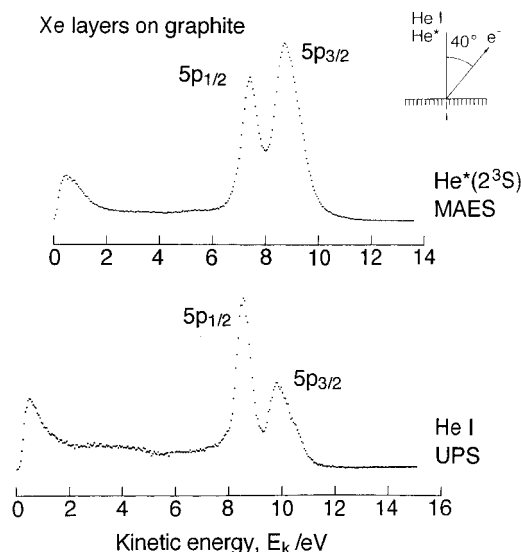 Xe layers on graphite
He I
He*
40°
e⁻
5p1/2
5p3/2
He*(2³S)
MAES
0 2 4 6 8 10 12 14
5p1/2
5p3/2
He I
UPS
0 2 4 6 8 10 12 14 16
Kinetic energy, Ek /eV